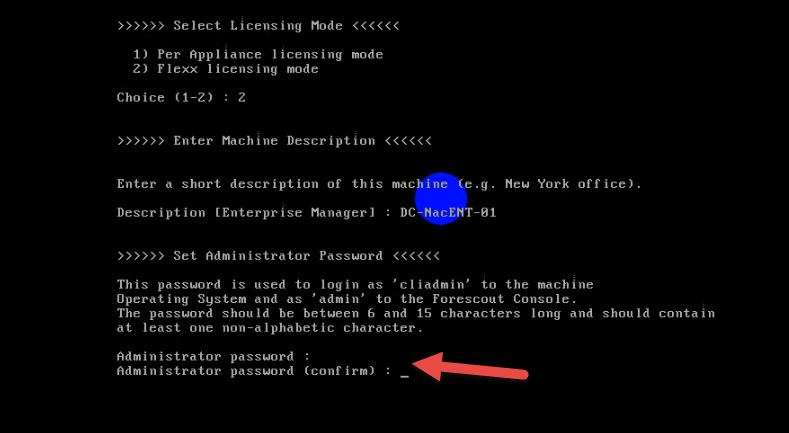 >>>>>> Select Licensing Mode <<<<<<
1) Per Appliance licensing mode
2) Flexx licensing mode
Choice (1-2) : 2
>>>>>> Enter Machine Description <<<<<<
Enter a short description of this machine (e.g. New York office).
Description [Enterprise Manager] : DC-NacENT-01
>>>>>> Set Administrator Password <<<<<<
This password is used to login as 'cliadmin' to the machine
Operating System and as 'admin' to the Forescout Console.
The password should be between 6 and 15 characters long and should contain
at least one non-alphabetic character.
Administrator password :
Administrator password (confirm) : _